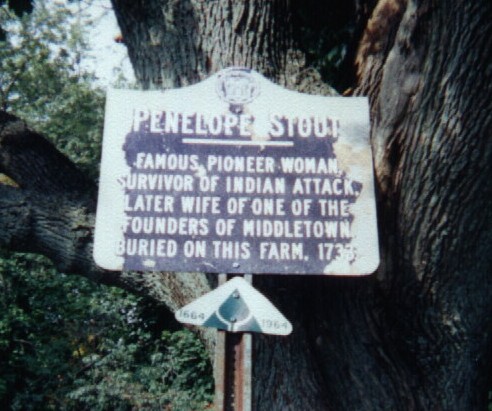 PENELOPE STOUT
FAMOUS PIONEER WOMAN,
SURVIVOR OF INDIAN ATTACK,
LATER WIFE OF ONE OF THE
FOUNDERS OF MIDDLETOWN
BURIED ON THIS FARM,
1664 1964